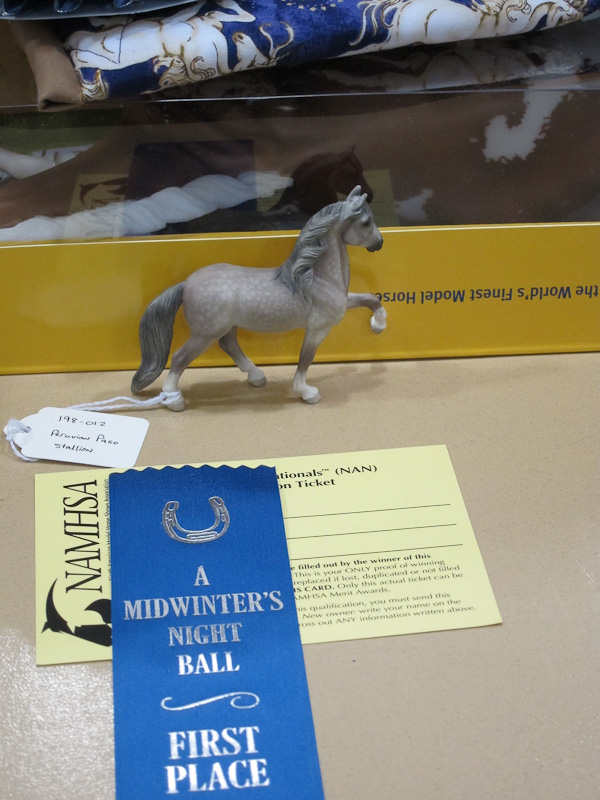 the World's Finest Model Horse
198-012
Peruvian Paso
Stallion
NAMHSA
ationals™ (NAN)
on Ticket
e filled out by the winner of this
This is your ONLY proof of winning
replaced if lost, duplicated or not filled
IS CARD. Only this actual ticket can be
AMHSA Merit Awards.
his qualification, you must send this
New owner: write your name on the
ross out ANY information written above.
A
MIDWINTER'S
NIGHT
BALL
FIRST
PLACE